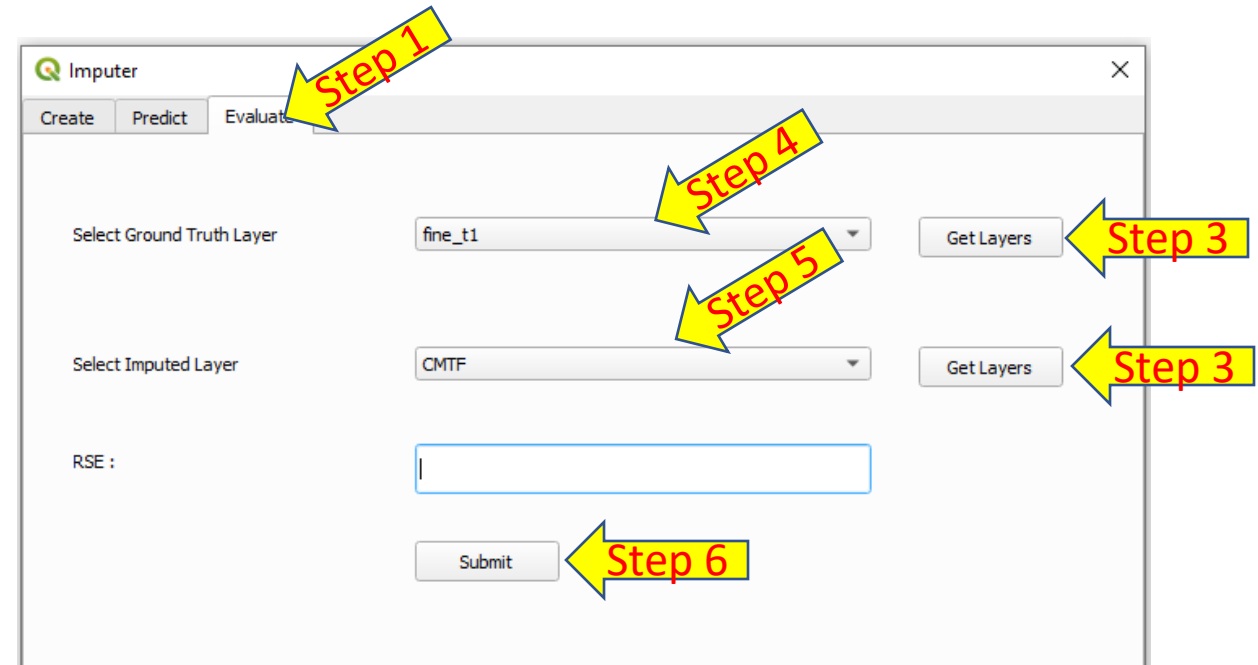 Imputer
Step 1
Create Predict Evaluate
Step 4
Select Ground Truth Layer fine_t1 Get Layers Step 3
Step 5
Select Imputed Layer CMTF Get Layers Step 3
RSE :
Submit Step 6